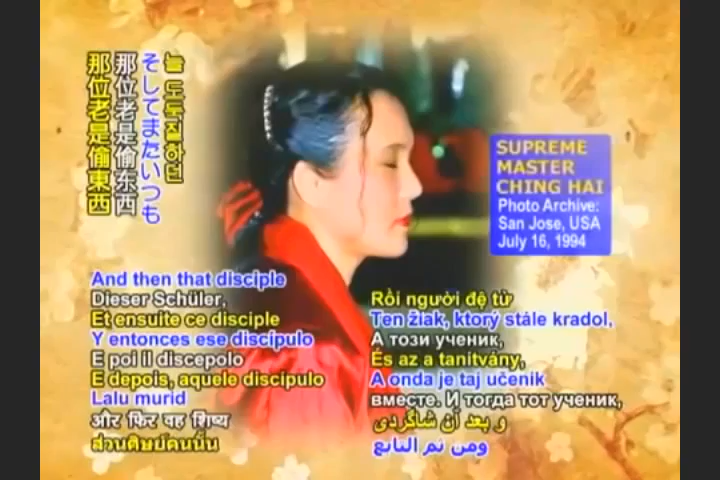 那位老是偷東西
那位老是偷东西
そしてまたいつも
늘 도둑질하던
SUPREME
MASTER
CHING HAI
Photo Archive:
San Jose, USA
July 16, 1994
And then that disciple
Dieser Schüler,
Et ensuite ce disciple
Y entonces ese discípulo
E poi il discepolo
E depois, aquele discípulo
Lalu murid
और फिर वह शिष्य
ส่วนศิษย์คนนั้น
Rồi người đệ tử
Ten žiak, ktorý stále kradol,
А този ученик,
És az a tanítvány,
A onda je taj učenik
вместе. И тогда тот ученик,
و بعد آن شاگردی
ومن ثم التابع